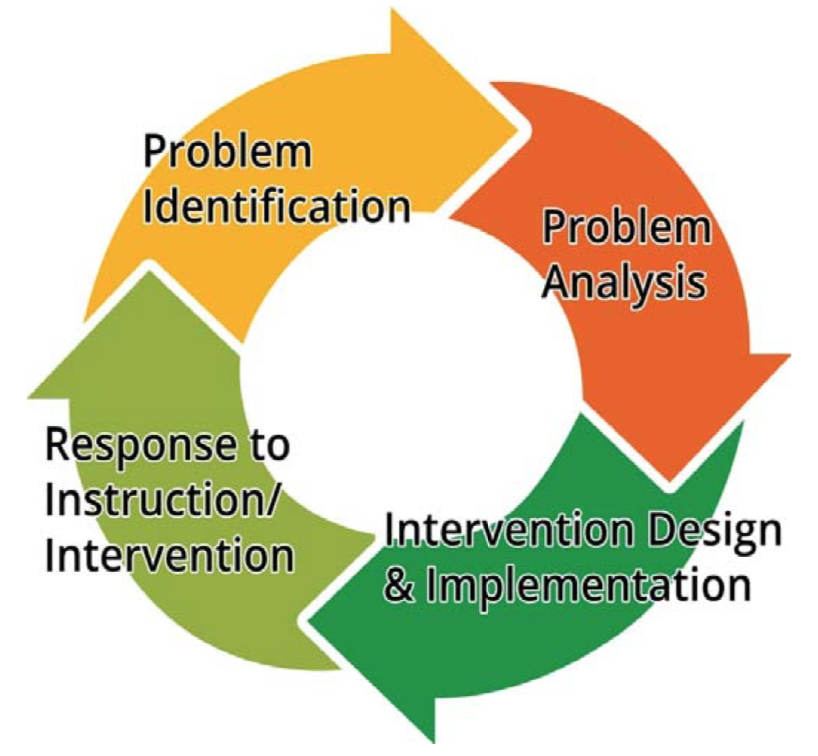 Problem
Identification
Problem
Analysis
Intervention Design
& Implementation
Response to
Instruction/
Intervention